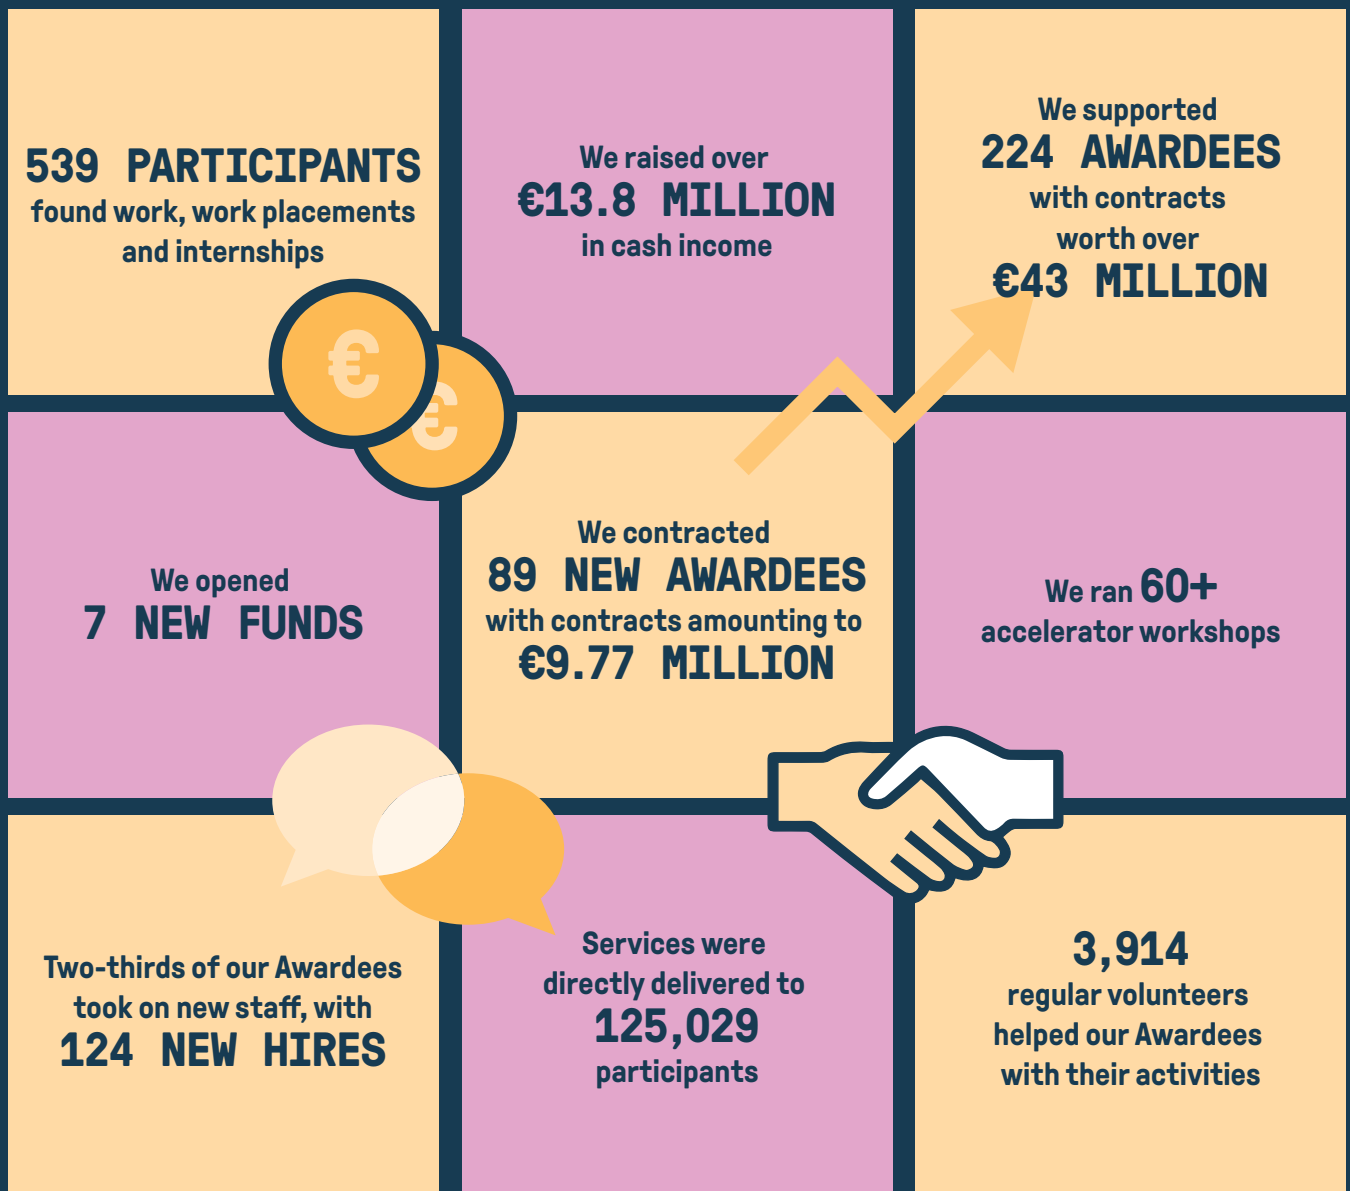 539 PARTICIPANTS
found work, work placements
and internships
We raised over
€13.8 MILLION
in cash income
We supported
224 AWARDEES
with contracts
worth over
€43 MILLION
€
€
We opened
7 NEW FUNDS
We contracted
89 NEW AWARDEES
with contracts amounting to
€9.77 MILLION
We ran 60+
accelerator workshops
Two-thirds of our Awardees
took on new staff, with
124 NEW HIRES
Services were
directly delivered to
125,029
participants
3,914
regular volunteers
helped our Awardees
with their activities